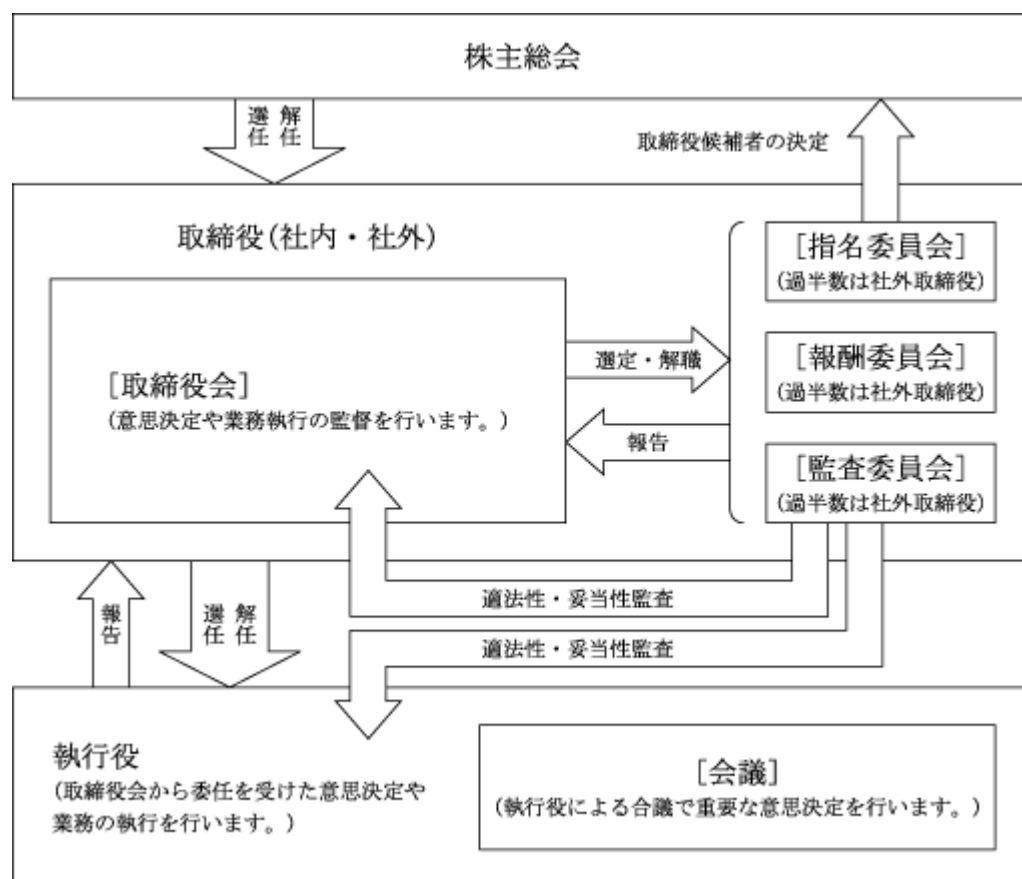 株主総会
選任
解任
取締役候補者の決定
取締役(社内・社外)
[指名委員会]
(過半数は社外取締役)
[取締役会]
(意思決定や業務執行の監督を行います。)
選定・解職
[報酬委員会]
(過半数は社外取締役)
報告
[監査委員会]
(過半数は社外取締役)
適法性・妥当性監査
適法性・妥当性監査
報告
選任
解任
執行役
(取締役会から委任を受けた意思決定や
業務の執行を行います。)
[会議]
(執行役による合議で重要な意思決定を行います。)